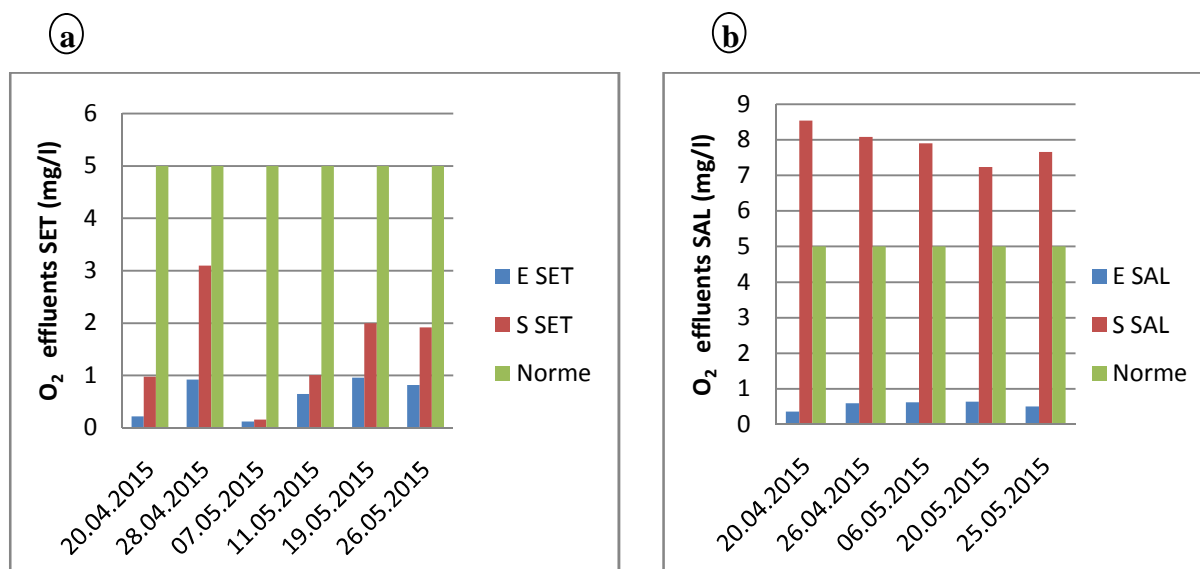 a
O₂ effluents SET (mg/l)
6
5
4
3
2
1
0
20.04.2015
28.04.2015
07.05.2015
11.05.2015
19.05.2015
26.05.2015
E SET
S SET
Norme
b
O₂ effluents SAL (mg/l)
9
8
7
6
5
4
3
2
1
0
20.04.2015
26.04.2015
06.05.2015
20.05.2015
25.05.2015
E SAL
S SAL
Norme